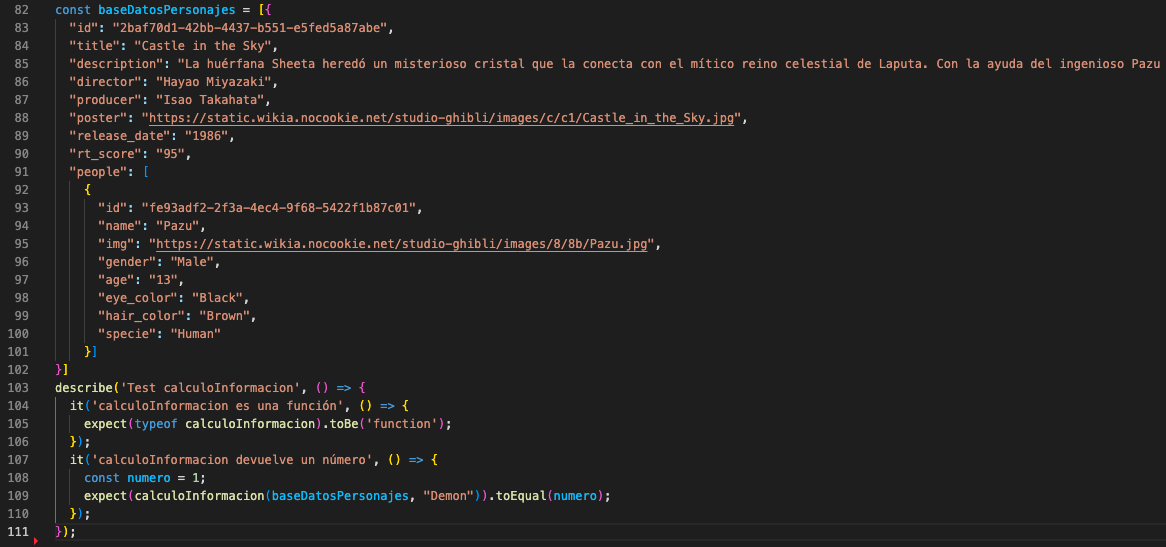 82 const baseDatosPersonajes = [{
83 "id": "2baf70d1-42bb-4437-b551-e5fed5a87abe",
84 "title": "Castle in the Sky",
85 "description": "La huérfana Sheeta heredó un misterioso cristal que la conecta con el mítico reino celestial de Laputa. Con la ayuda del ingenioso Pazu
86 "director": "Hayao Miyazaki",
87 "producer": "Isao Takahata",
88 "poster": "https://static.wikia.nocookie.net/studio-ghibli/images/c/c1/Castle_in_the_Sky.jpg",
89 "release_date": "1986",
90 "rt_score": "95",
91 "people": [
92 {
93 "id": "fe93adf2-2f3a-4ec4-9f68-5422f1b87c01",
94 "name": "Pazu",
95 "img": "https://static.wikia.nocookie.net/studio-ghibli/images/8/8b/Pazu.jpg",
96 "gender": "Male",
97 "age": "13",
98 "eye_color": "Black",
99 "hair_color": "Brown",
100 "specie": "Human"
101 }]
102 }]
103 describe('Test calculoInformacion', () => {
104 it('calculoInformacion es una función', () => {
105 expect(typeof calculoInformacion).toBe('function');
106 });
107 it('calculoInformacion devuelve un número', () => {
108 const numero = 1;
109 expect(calculoInformacion(baseDatosPersonajes, "Demon")).toEqual(numero);
110 });
111 });